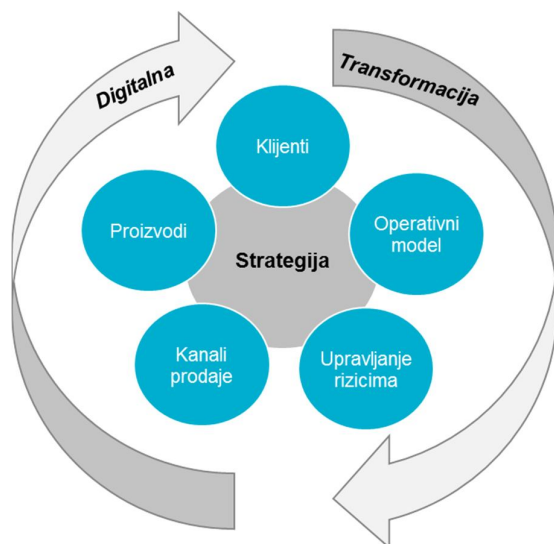 Digitalna
Transformacija
Klijenti
Proizvodi
Operativni
model
Strategija
Kanali
prodaje
Upravljanje
rizicima